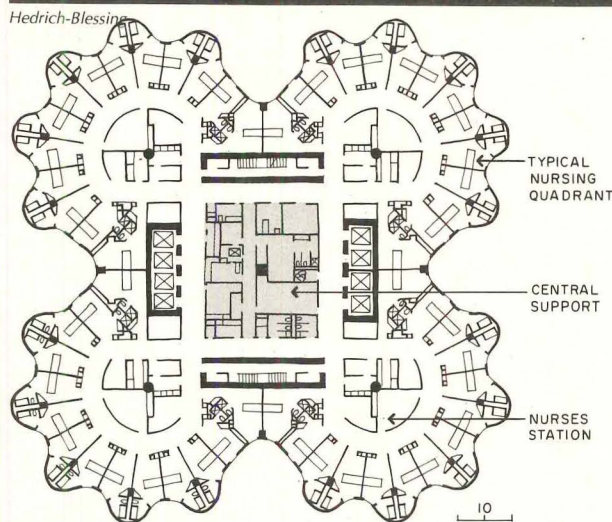 Hedrich-Blessing
TYPICAL
NURSING
QUADRANT
CENTRAL
SUPPORT
NURSES
STATION
10